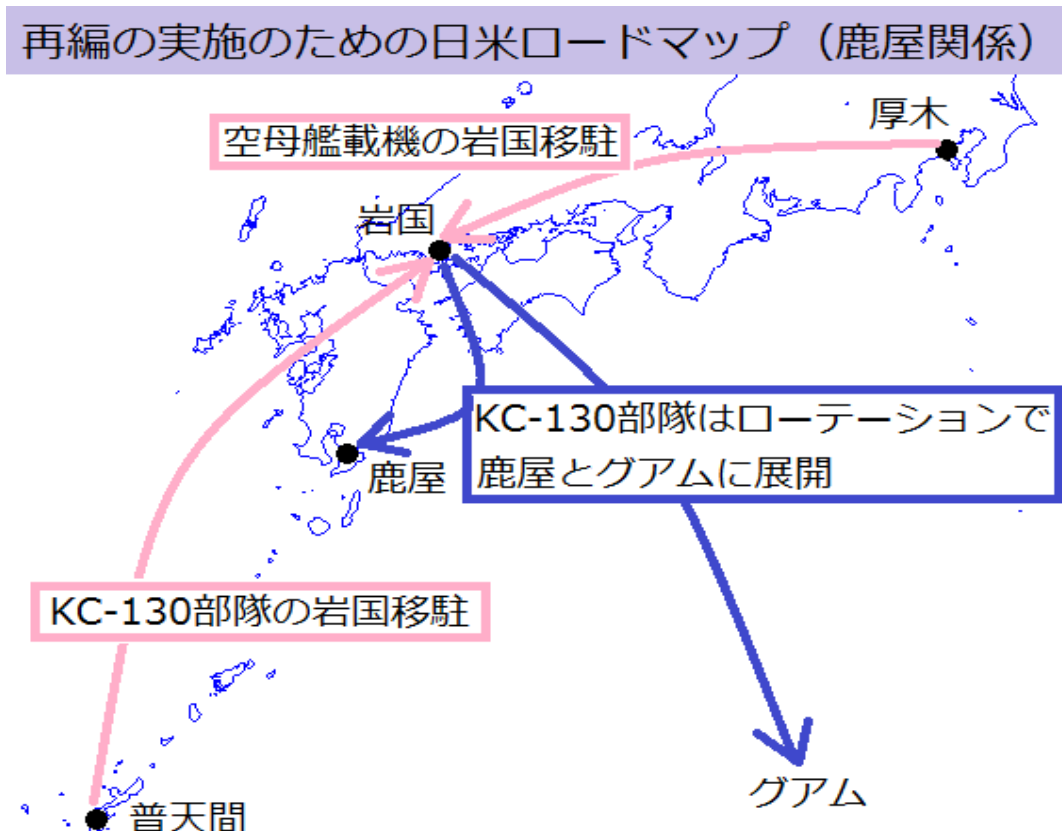 再編の実施のための日米ロードマップ（鹿屋関係）
厚木
空母艦載機の岩国移駐
岩国
KC-130部隊はローテーションで
鹿屋とグアムに展開
鹿屋
KC-130部隊の岩国移駐
グアム
普天間